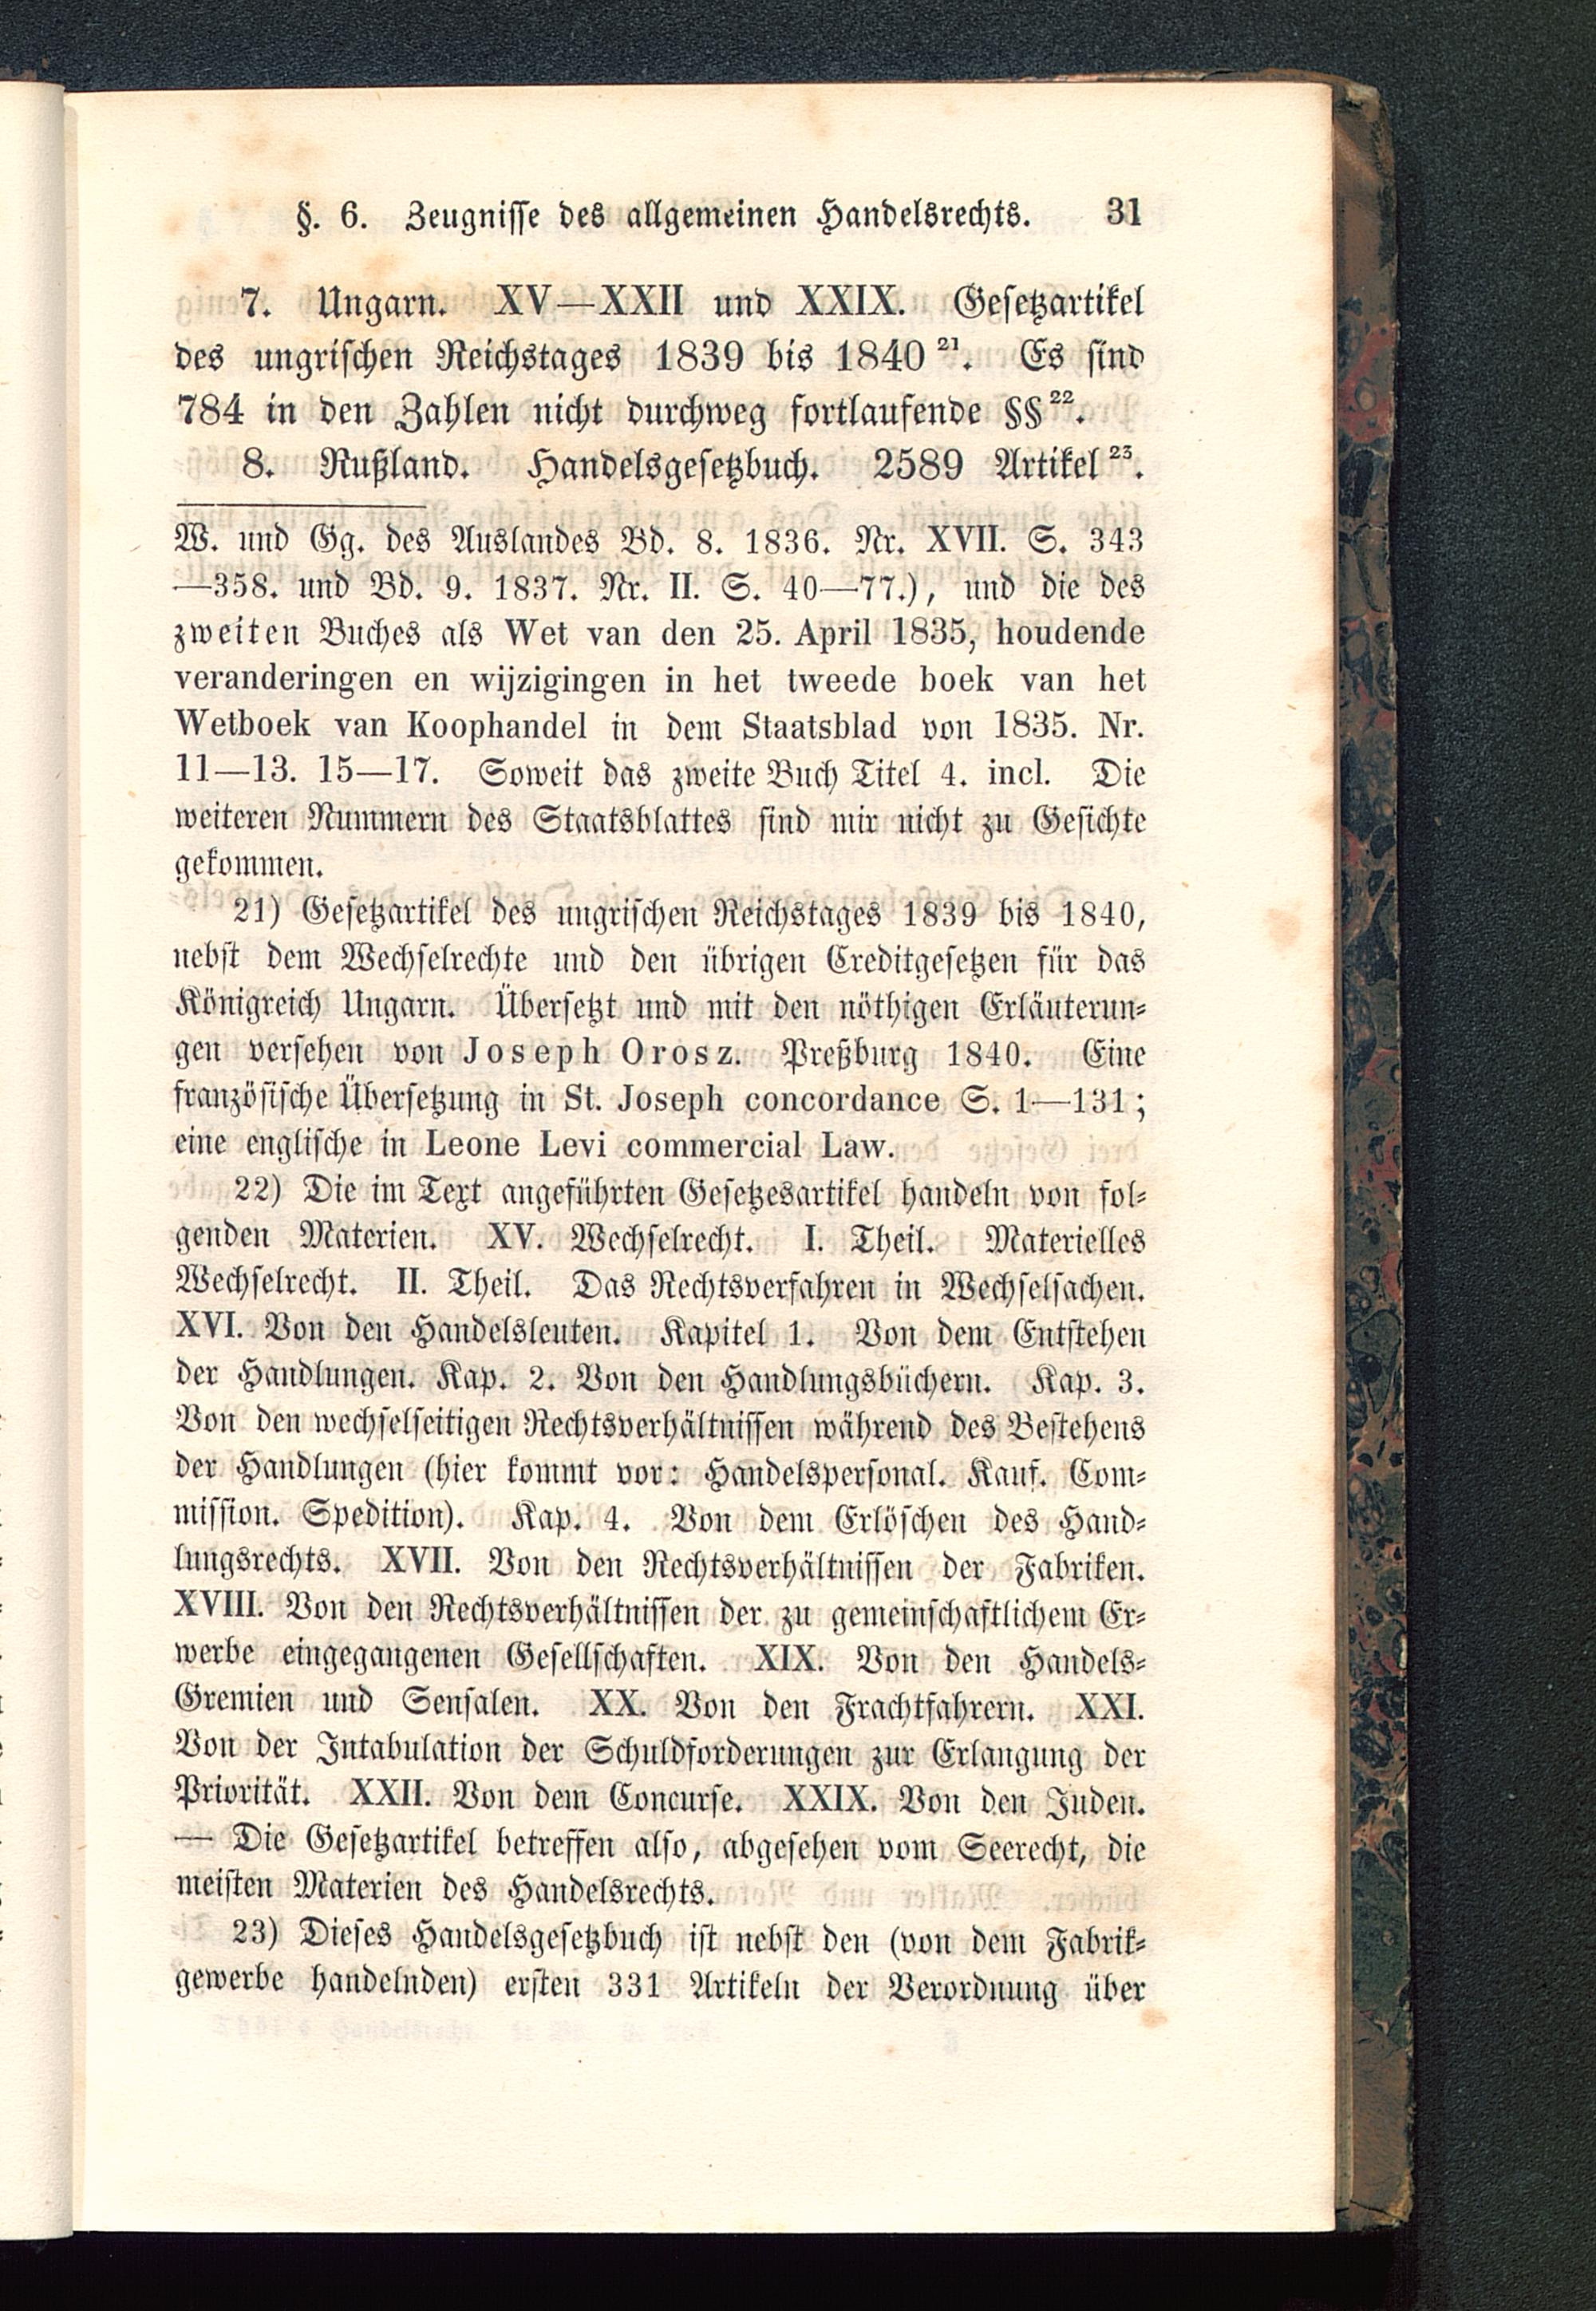 §. 6. Zeugnisse des allgemeinen Handelsrechts. 31
7. Ungarn. XV—XXII und XXIX. Gesetzartikel
des ungrischen Reichstages 1839 bis 1840 21. Es sind
784 in den Zahlen nicht durchweg fortlaufende §§ 22.
8. Rußland. Handelsgesetzbuch. 2589 Artikel 23.
W. und Gg. des Auslandes Bd. 8. 1836. Nr. XVII. S. 343
—358. und Bd. 9. 1837. Nr. II. S. 40—77.), und die des
zweiten Buches als Wet van den 25. April 1835, houdende
veranderingen en wijzigingen in het tweede boek van het
Wetboek van Koophandel in dem Staatsblad von 1835. Nr.
11—13. 15—17. Soweit das zweite Buch Titel 4. incl. Die
weiteren Nummern des Staatsblattes sind mir nicht zu Gesichte
gekommen.
21) Gesetzartikel des ungrischen Reichstages 1839 bis 1840,
nebst dem Wechselrechte und den übrigen Creditgesetzen für das
Königreich Ungarn. Übersetzt und mit den nöthigen Erläuterun-
gen versehen von Joseph Orosz. Preßburg 1840. Eine
französische Übersetzung in St. Joseph concordance S. 1—131;
eine englische in Leone Levi commercial Law.
22) Die im Text angeführten Gesetzesartikel handeln von fol-
genden Materien. XV. Wechselrecht. I. Theil. Materielles
Wechselrecht. II. Theil. Das Rechtsverfahren in Wechselsachen.
XVI. Von den Handelsleuten. Kapitel 1. Von dem Entstehen
der Handlungen. Kap. 2. Von den Handlungsbüchern. Kap. 3.
Von den wechselseitigen Rechtsverhältnissen während des Bestehens
der Handlungen (hier kommt vor: Handelspersonal. Kauf. Com-
mission. Spedition). Kap. 4. Von dem Erlöschen des Hand-
lungsrechts. XVII. Von den Rechtsverhältnissen der Fabriken.
XVIII. Von den Rechtsverhältnissen der zu gemeinschaftlichem Er-
werbe eingegangenen Gesellschaften. XIX. Von den Handels-
Gremien und Sensalen. XX. Von den Frachtfahrern. XXI.
Von der Intabulation der Schuldforderungen zur Erlangung der
Priorität. XXII. Von dem Concurse. XXIX. Von den Juden.
— Die Gesetzartikel betreffen also, abgesehen vom Seerecht, die
meisten Materien des Handelsrechts.
23) Dieses Handelsgesetzbuch ist nebst den (von dem Fabrik-
gewerbe handelnden) ersten 331 Artikeln der Verordnung über